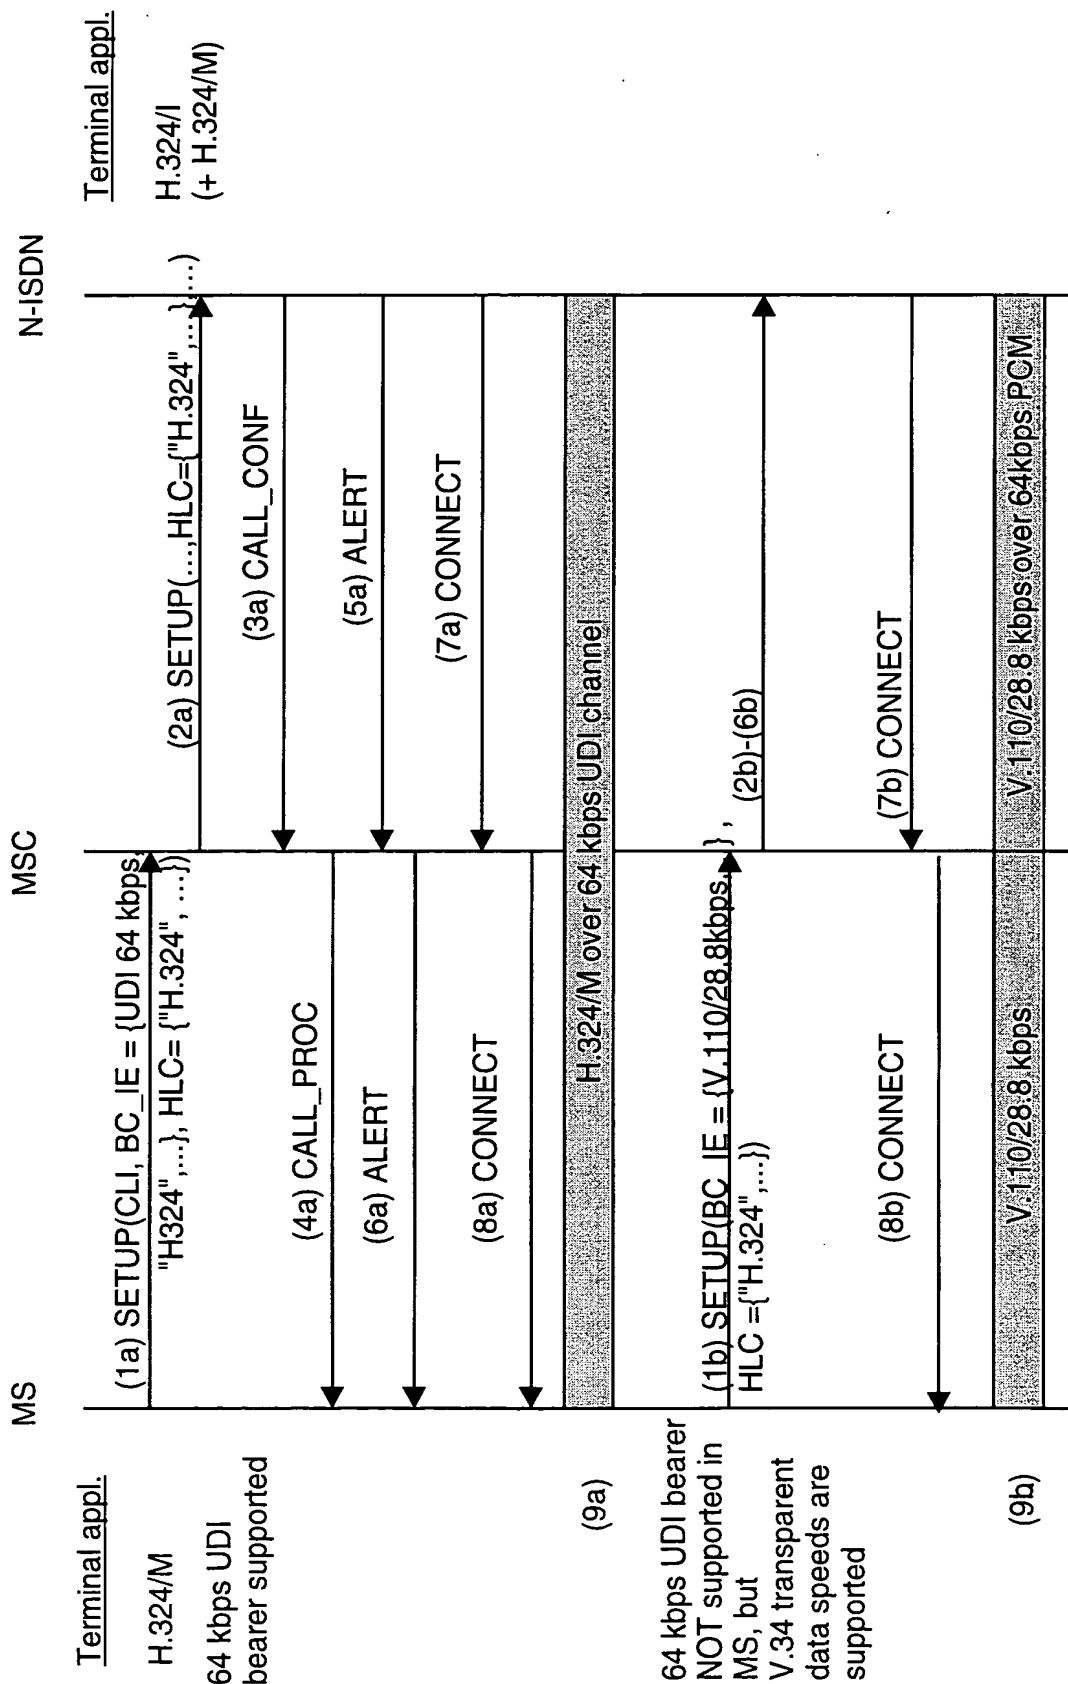 MS
MSC
N-ISDN
Terminal appl.
H.324/M
64 kbps UDI
bearer supported
Terminal appl.
H.324/I
(+ H.324/M)
(1a) SETUP(CLI, BC_IE = {UDI 64 kbps,
"H324",...}, HLC= {"H.324", ...})
(2a) SETUP(...,HLC={"H.324",... },...)
(3a) CALL_CONF
(4a) CALL_PROC
(5a) ALERT
(6a) ALERT
(7a) CONNECT
(8a) CONNECT
(9a)
H.324/M over 64 kbps UDI channel
64 kbps UDI bearer
NOT supported in
MS, but
V.34 transparent
data speeds are
supported
(1b) SETUP(BC_IE = {V.110/28.8kbps, } ,
HLC ={"H.324",...})
(2b)-(6b)
(7b) CONNECT
(8b) CONNECT
(9b)
V.110/28.8 kbps
V.110/28.8 kbps over 64kbps PCM